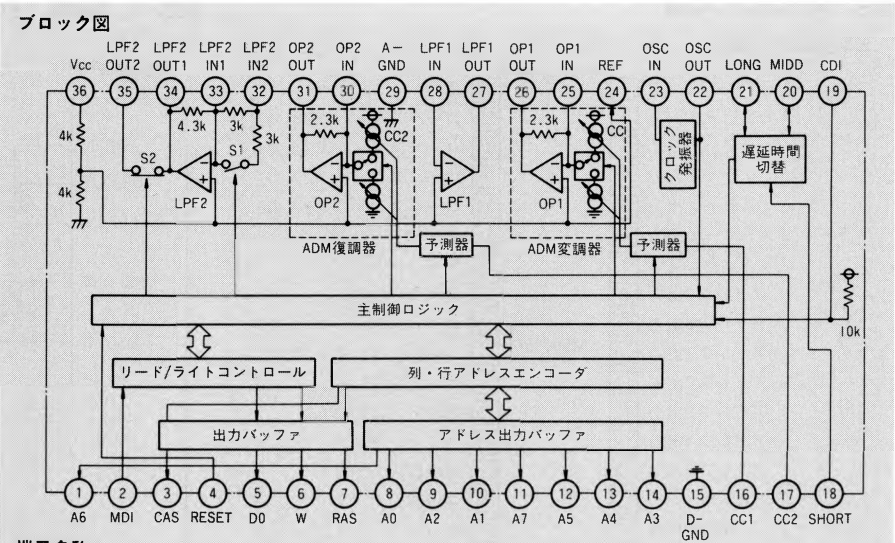 ブロック図
Vcc
LPF2 OUT2
LPF2 OUT1
LPF2 IN1
LPF2 IN2
OP2 OUT
OP2 IN
A-GND
LPF1 IN
LPF1 OUT
OP1 OUT
OP1 IN
REF
OSC IN
OSC OUT
LONG
MIDD
CDI
36 35 34 33 32 31 30 29 28 27 26 25 24 23 22 21 20 19
4k
4k
4.3k
3k
3k
S2
S1
LPF2
2.3k
CC2
OP2
LPF1
2.3k
CC
OP1
クロック発振器
遅延時間切替
ADM復調器
予測器
ADM変調器
予測器
10k
主制御ロジック
リード/ライトコントロール
列・行アドレスエンコーダ
出力バッファ
アドレス出力バッファ
1 2 3 4 5 6 7 8 9 10 11 12 13 14 15 16 17 18
A6 MDI CAS RESET D0 W RAS A0 A2 A1 A7 A5 A4 A3 D-GND CC1 CC2 SHORT